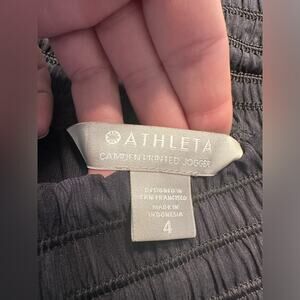 ATHLETA
CAMDEN PRINTED JOGGER
DESIGNED IN
SAN FRANCISCO
MADE IN
INDONESIA
4